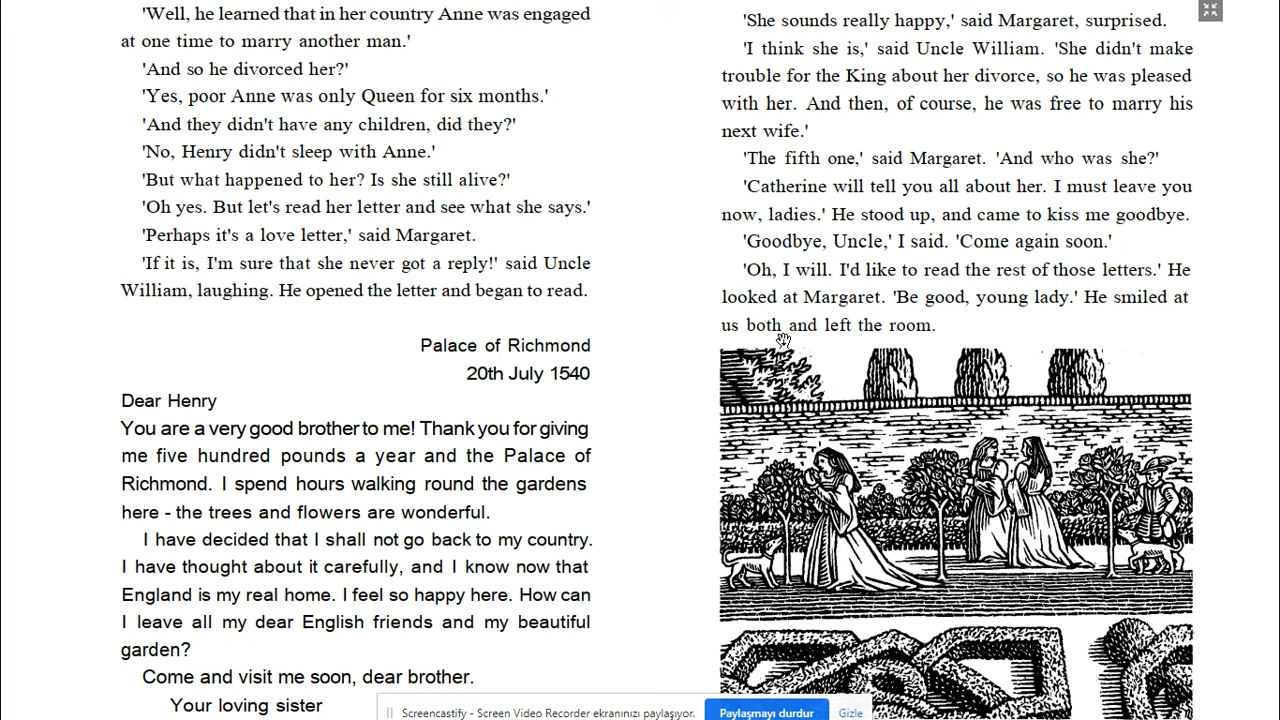 'Well, he learned that in her country Anne was engaged
at one time to marry another man.'
'And so he divorced her?'
'Yes, poor Anne was only Queen for six months.'
'And they didn't have any children, did they?'
'No, Henry didn't sleep with Anne.'
'But what happened to her? Is she still alive?'
'Oh yes. But let's read her letter and see what she says.'
'Perhaps it's a love letter,' said Margaret.
'If it is, I'm sure that she never got a reply!' said Uncle
William, laughing. He opened the letter and began to read.
Palace of Richmond
20th July 1540
Dear Henry
You are a very good brother to me! Thank you for giving
me five hundred pounds a year and the Palace of
Richmond. I spend hours walking round the gardens
here - the trees and flowers are wonderful.
I have decided that I shall not go back to my country.
I have thought about it carefully, and I know now that
England is my real home. I feel so happy here. How can
I leave all my dear English friends and my beautiful
garden?
Come and visit me soon, dear brother.
Your loving sister
'She sounds really happy,' said Margaret, surprised.
'I think she is,' said Uncle William. 'She didn't make
trouble for the King about her divorce, so he was pleased
with her. And then, of course, he was free to marry his
next wife.'
'The fifth one,' said Margaret. 'And who was she?'
'Catherine will tell you all about her. I must leave you
now, ladies.' He stood up, and came to kiss me goodbye.
'Goodbye, Uncle,' I said. 'Come again soon.'
'Oh, I will. I'd like to read the rest of those letters.' He
looked at Margaret. 'Be good, young lady.' He smiled at
us both and left the room.
Screencastify - Screen Video Recorder ekranınızı paylaşıyor.
Paylaşmayı durdur
Gizle